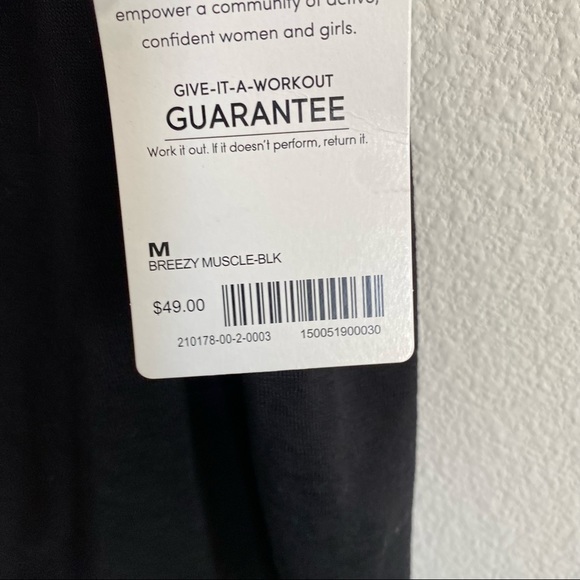 empower a community of active,
confident women and girls.
GIVE-IT-A-WORKOUT
GUARANTEE
Work it out. If it doesn't perform, return it.
M
BREEZY MUSCLE-BLK
$49.00
210178-00-2-0003 150051900030